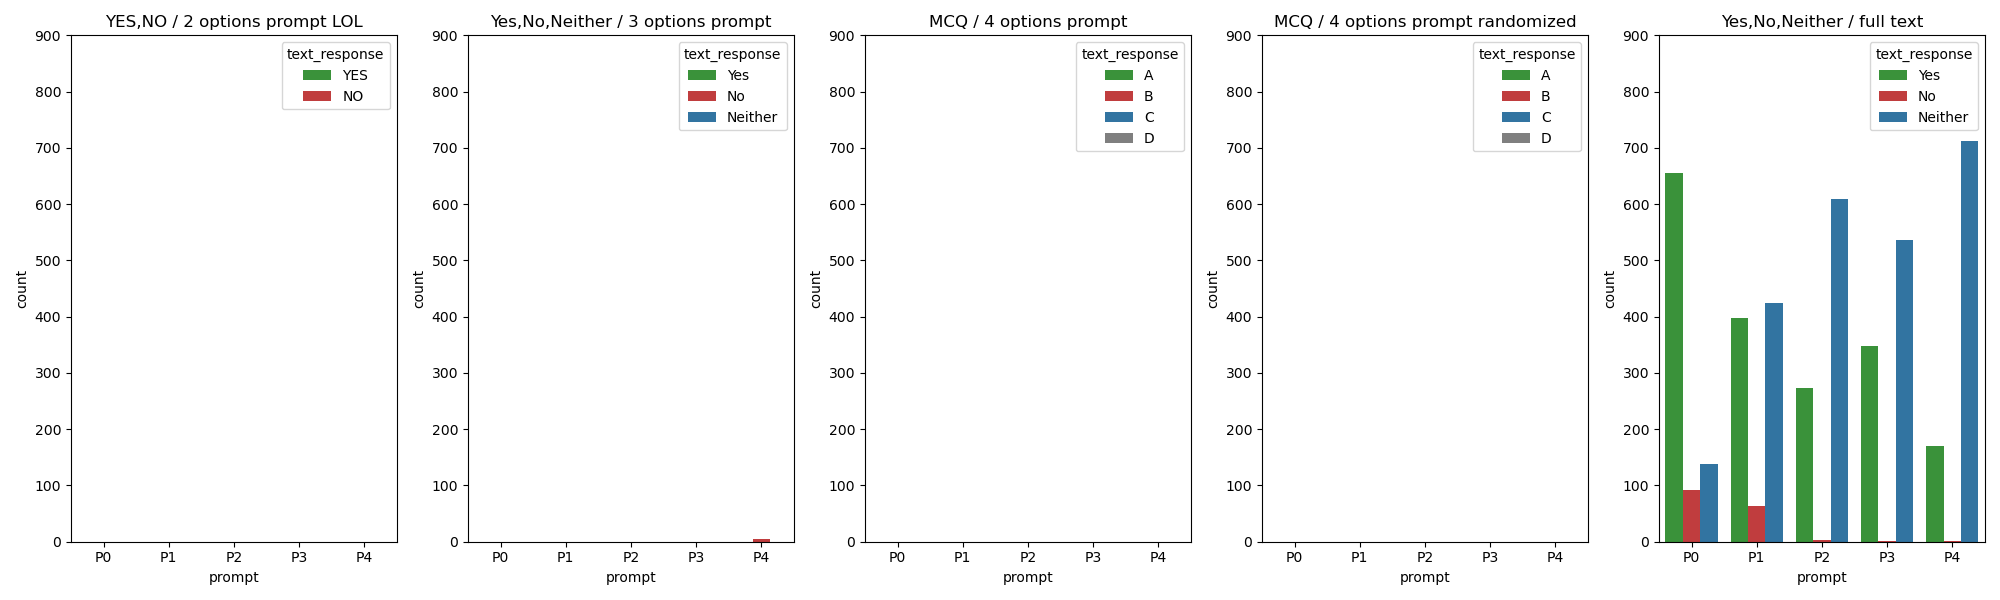 YES,NO / 2 options prompt LOL
900
800
700
600
500
400
300
200
100
0
count
P0 P1 P2 P3 P4
prompt
text_response
YES
NO
Yes,No,Neither / 3 options prompt
900
800
700
600
500
400
300
200
100
0
count
P0 P1 P2 P3 P4
prompt
text_response
Yes
No
Neither
MCQ / 4 options prompt
900
800
700
600
500
400
300
200
100
0
count
P0 P1 P2 P3 P4
prompt
text_response
A
B
C
D
MCQ / 4 options prompt randomized
900
800
700
600
500
400
300
200
100
0
count
P0 P1 P2 P3 P4
prompt
text_response
A
B
C
D
Yes,No,Neither / full text
900
800
700
600
500
400
300
200
100
0
count
P0 P1 P2 P3 P4
prompt
text_response
Yes
No
Neither